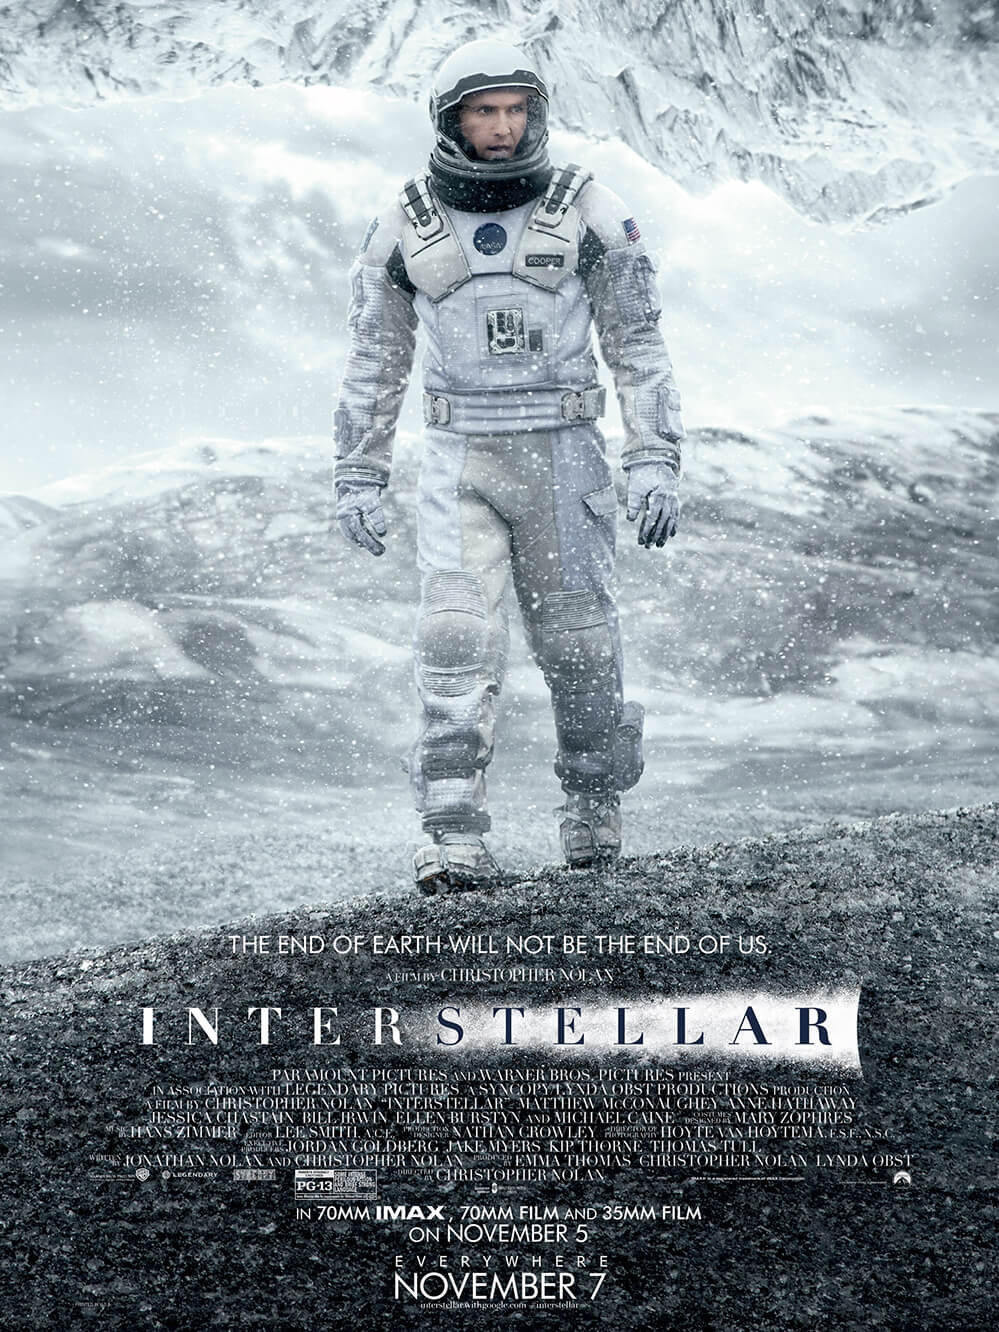 NASA
COOPER
THE END OF EARTH WILL NOT BE THE END OF US.
A FILM BY CHRISTOPHER NOLAN
INTERSTELLAR
PARAMOUNT PICTURES AND WARNER BROS. PICTURES PRESENT
IN ASSOCIATION WITH LEGENDARY PICTURES A SYNCOPY/LYNDA OBST PRODUCTIONS PRODUCTION
A FILM BY CHRISTOPHER NOLAN "INTERSTELLAR" MATTHEW McCONAUGHEY ANNE HATHAWAY
JESSICA CHASTAIN BILL IRWIN ELLEN BURSTYN AND MICHAEL CAINE COSTUMES DESIGNED BY MARY ZOPHRES
MUSIC BY HANS ZIMMER EDITOR LEE SMITH, A.C.E. PRODUCTION DESIGNER NATHAN CROWLEY DIRECTOR OF PHOTOGRAPHY HOYTE VAN HOYTEMA, F.S.F., N.S.C.
EXECUTIVE PRODUCERS JORDAN GOLDBERG JAKE MYERS KIP THORNE THOMAS TULL
WRITTEN BY JONATHAN NOLAN AND CHRISTOPHER NOLAN PRODUCED BY EMMA THOMAS CHRISTOPHER NOLAN LYNDA OBST
DIRECTED BY CHRISTOPHER NOLAN
LEGENDARY
SYNCOPY
PG-13
IN 70MM IMAX, 70MM FILM AND 35MM FILM
ON NOVEMBER 5
EVERYWHERE
NOVEMBER 7
interstellar.withgoogle.com #interstellar